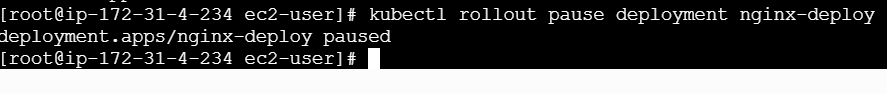 [root@ip-172-31-4-234 ec2-user]# kubectl rollout pause deployment nginx-deploy
deployment.apps/nginx-deploy paused
[root@ip-172-31-4-234 ec2-user]#